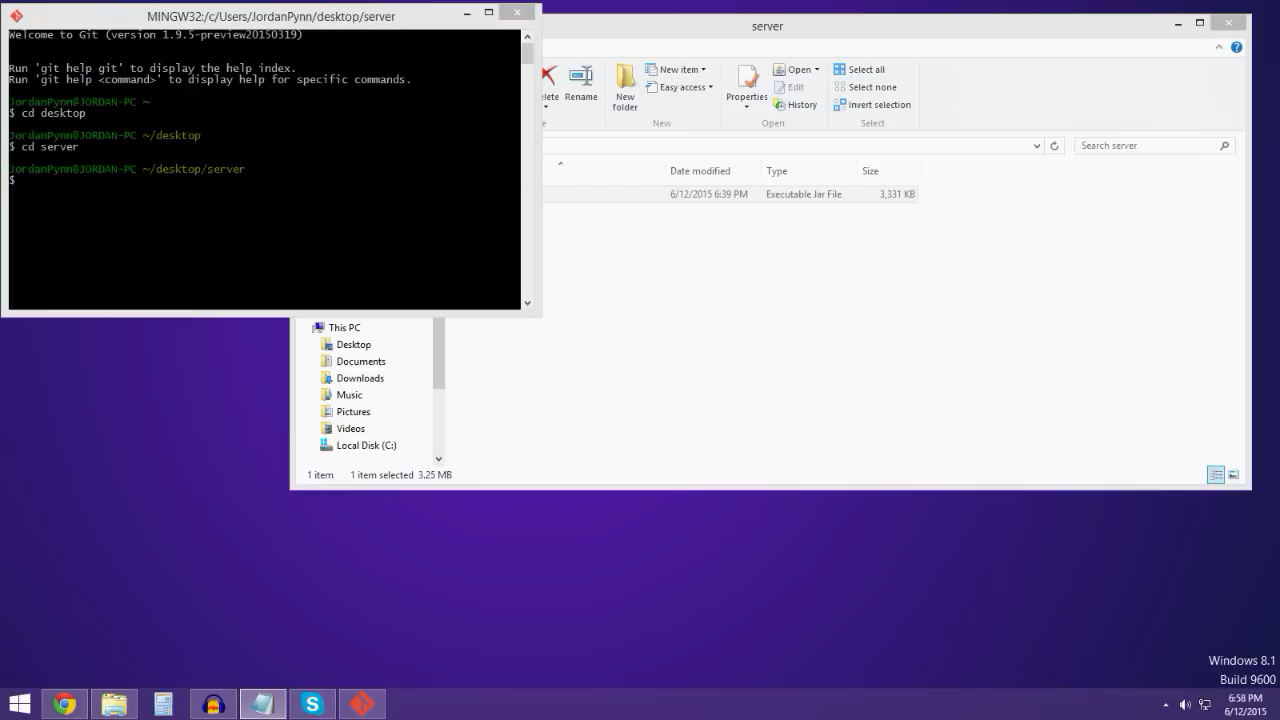 MINGW32:/c/Users/JordanPynn/desktop/server
Welcome to Git (version 1.9.5-preview20150319)
Run 'git help git' to display the help index.
Run 'git help <command>' to display help for specific commands.
JordanPynn@JORDAN-PC ~
$ cd desktop
JordanPynn@JORDAN-PC ~/desktop
$ cd server
JordanPynn@JORDAN-PC ~/desktop/server
$
server
lete
Rename
New folder
New item
Easy access
New
Properties
Open
Edit
History
Open
Select all
Select none
Invert selection
Select
Search server
Date modified Type Size
6/12/2015 6:39 PM Executable Jar File 3,331 KB
This PC
Desktop
Documents
Downloads
Music
Pictures
Videos
Local Disk (C:)
1 item 1 item selected 3.25 MB
Windows 8.1
Build 9600
6:58 PM
6/12/2015